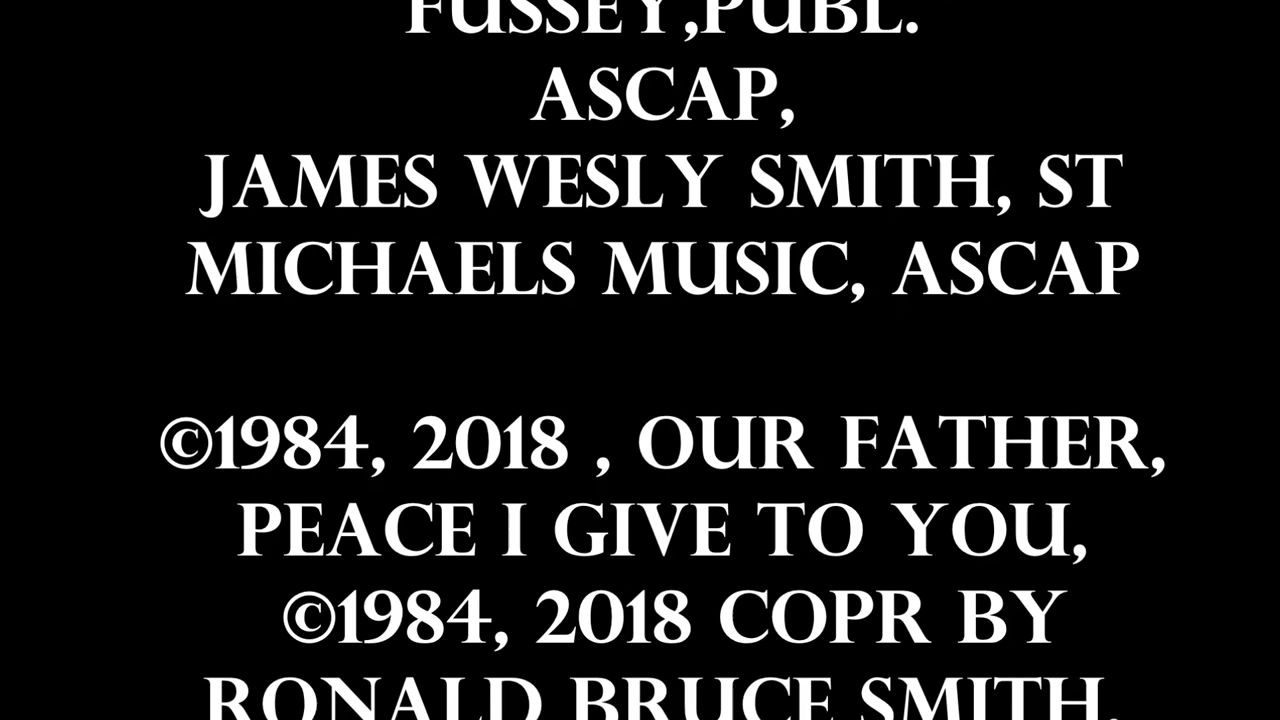 FUSSEY,PUBL.
ASCAP,
JAMES WESLY SMITH, ST
MICHAELS MUSIC, ASCAP
©1984, 2018 , OUR FATHER,
PEACE I GIVE TO YOU,
©1984, 2018 COPR BY
RONALD BRUCE SMITH,